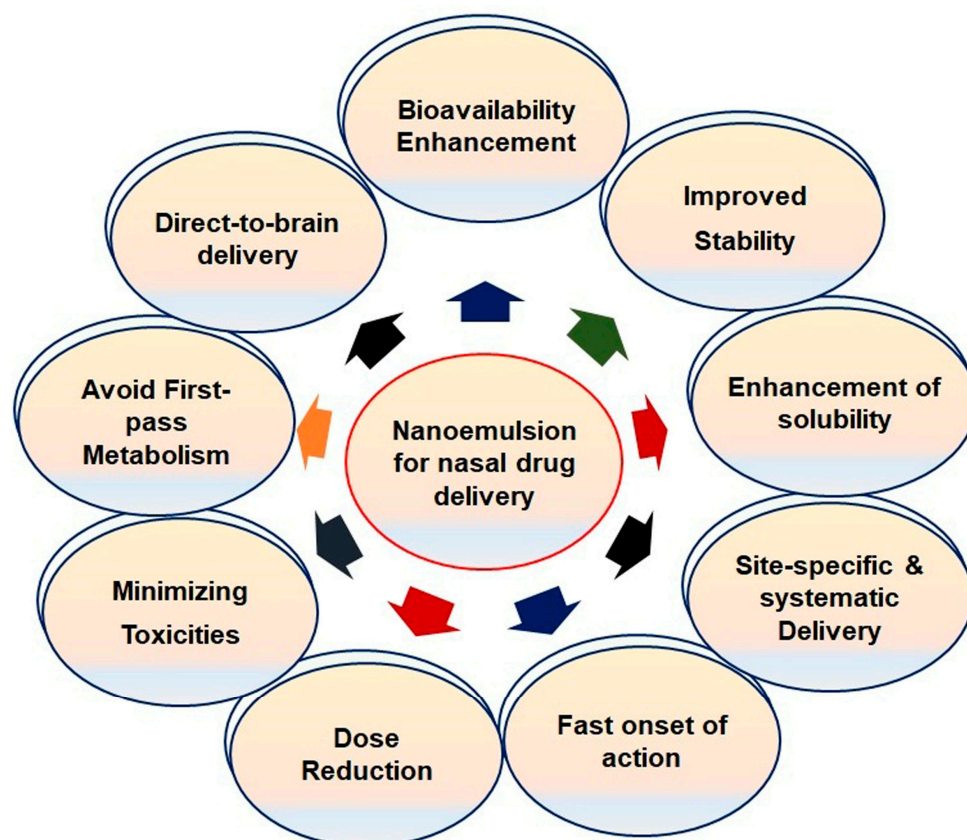 Bioavailability
Enhancement
Improved
Stability
Direct-to-brain
delivery
Enhancement of
solubility
Avoid First-
pass
Metabolism
Nanoemulsion
for nasal drug
delivery
Site-specific &
systematic
Delivery
Minimizing
Toxicities
Fast onset of
action
Dose
Reduction